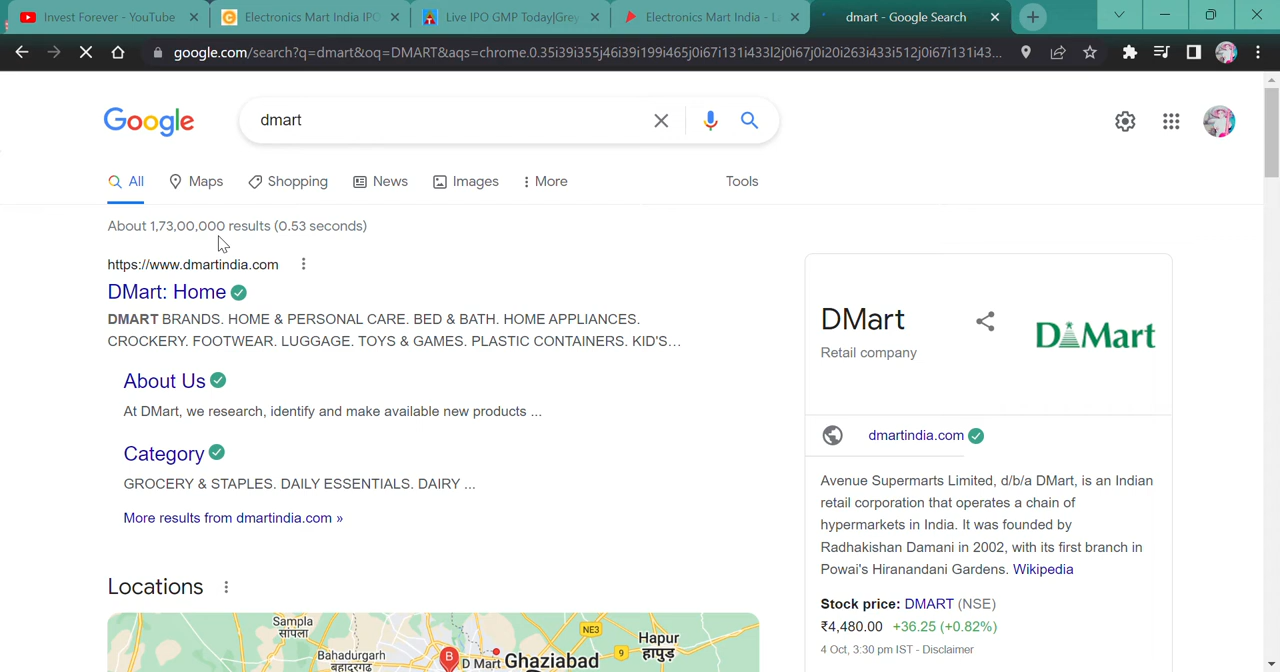 Invest Forever - YouTube
Electronics Mart India IPO
Live IPO GMP Today|Grey
Electronics Mart India - L
dmart - Google Search
google.com/search?q=dmart&oq=DMART&aqs=chrome.0.35i39i355j46i39i199i465j0i67i131i433l2j0i67j0i20i263i433i512j0i67i131i43...
Google
dmart
All
Maps
Shopping
News
Images
More
Tools
About 1,73,00,000 results (0.53 seconds)
https://www.dmartindia.com
DMart: Home
DMART BRANDS. HOME & PERSONAL CARE. BED & BATH. HOME APPLIANCES.
CROCKERY. FOOTWEAR. LUGGAGE. TOYS & GAMES. PLASTIC CONTAINERS. KID'S...
About Us
At DMart, we research, identify and make available new products ...
Category
GROCERY & STAPLES. DAILY ESSENTIALS. DAIRY ...
More results from dmartindia.com »
Locations
Sampla
सांपला
Bahadurgarh
बहादुरगढ़
B
D Mart
Ghaziabad
NE3
9
Hapur
हापुड़
DMart
Retail company
DMart
dmartindia.com
Avenue Supermarts Limited, d/b/a DMart, is an Indian
retail corporation that operates a chain of
hypermarkets in India. It was founded by
Radhakishan Damani in 2002, with its first branch in
Powai's Hiranandani Gardens. Wikipedia
Stock price: DMART (NSE)
₹4,480.00 +36.25 (+0.82%)
4 Oct, 3:30 pm IST - Disclaimer